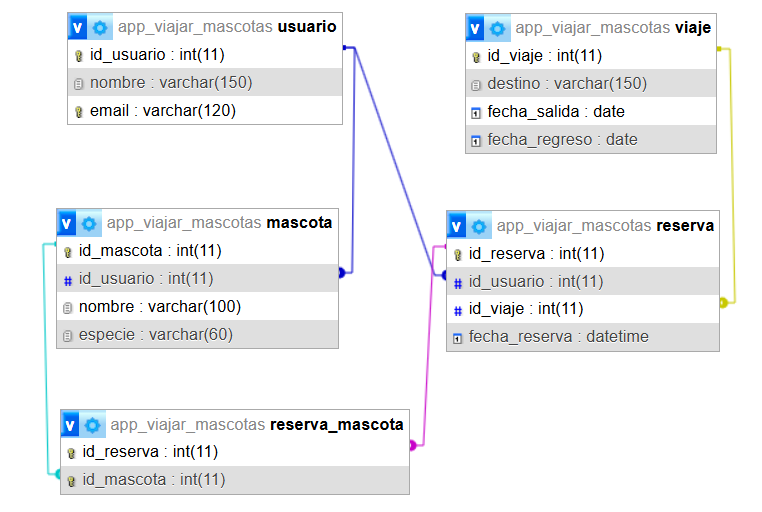 v app_viajar_mascotas usuario
id_usuario : int(11)
nombre : varchar(150)
email : varchar(120)
v app_viajar_mascotas viaje
id_viaje : int(11)
destino : varchar(150)
fecha_salida : date
fecha_regreso : date
v app_viajar_mascotas mascota
id_mascota : int(11)
# id_usuario : int(11)
nombre : varchar(100)
especie : varchar(60)
v app_viajar_mascotas reserva
id_reserva : int(11)
# id_usuario : int(11)
# id_viaje : int(11)
fecha_reserva : datetime
v app_viajar_mascotas reserva_mascota
id_reserva : int(11)
id_mascota : int(11)